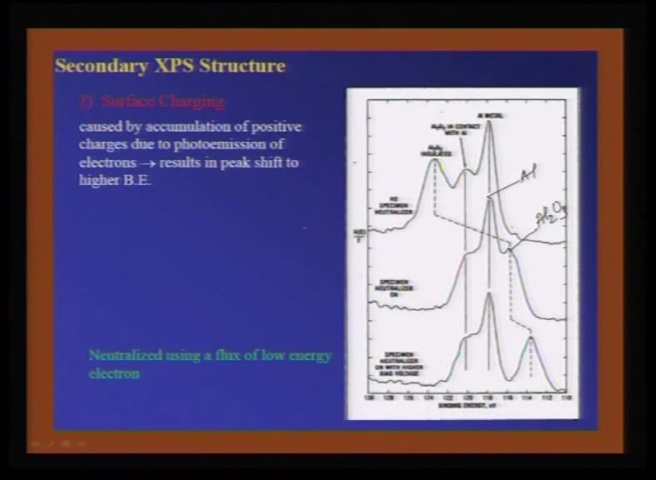 Secondary XPS Structure
2) Surface Charging
caused by accumulation of positive
charges due to photoemission of
electrons → results in peak shift to
higher B.E.
Neutralized using a flux of low energy
electron
Al METAL
Al₂O₃ IN CONTACT
WITH Al
Al₂O₃
INSULATED
Al
NO
SPECIMEN
NEUTRALIZER
SPECIMEN
NEUTRALIZER
ON
SPECIMEN
NEUTRALIZER
ON WITH HIGHER
BIAS VOLTAGE
BINDING ENERGY, eV